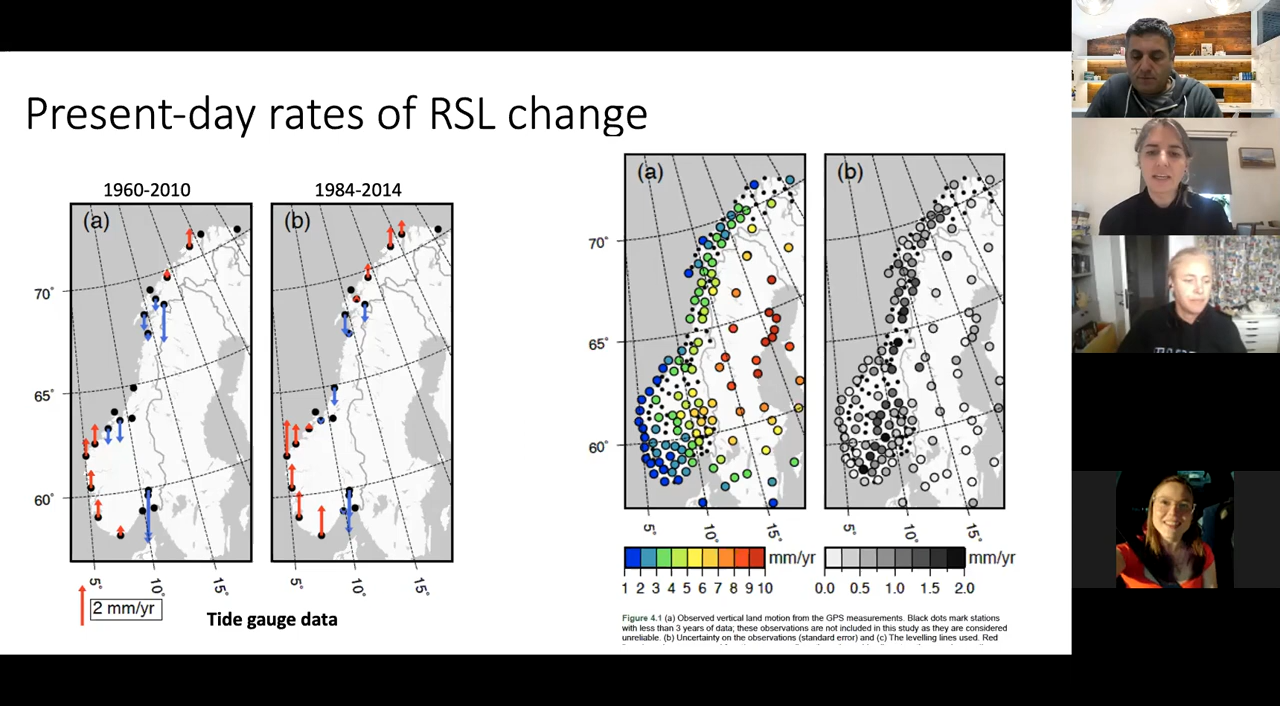 Present-day rates of RSL change
1960-2010
1984-2014
(a)
(b)
70°
65°
60°
5°
10°
15°
5°
10°
15°
2 mm/yr
Tide gauge data
(a)
(b)
70°
65°
60°
5°
10°
15°
5°
10°
15°
mm/yr
1 2 3 4 5 6 7 8 9 10
mm/yr
0.0 0.5 1.0 1.5 2.0
Figure 4.1 (a) Observed vertical land motion from the GPS measurements. Black dots mark stations
with less than 3 years of data; these observations are not included in this study as they are considered
unreliable. (b) Uncertainty on the observations (standard error) and (c) The levelling lines used. Red